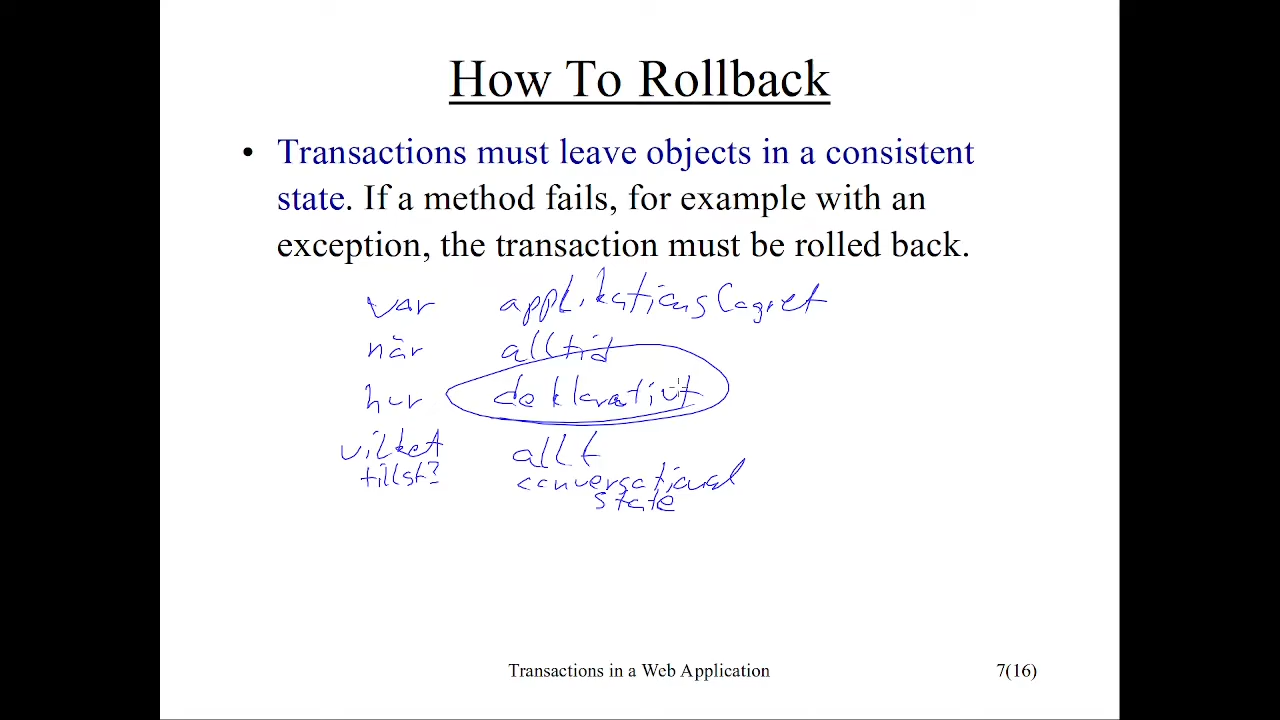 How To Rollback
• Transactions must leave objects in a consistent
state. If a method fails, for example with an
exception, the transaction must be rolled back.
var applikationslagret
när alltid
hur deklarativt
vilket allt
tillst? conversational
state
Transactions in a Web Application 7(16)